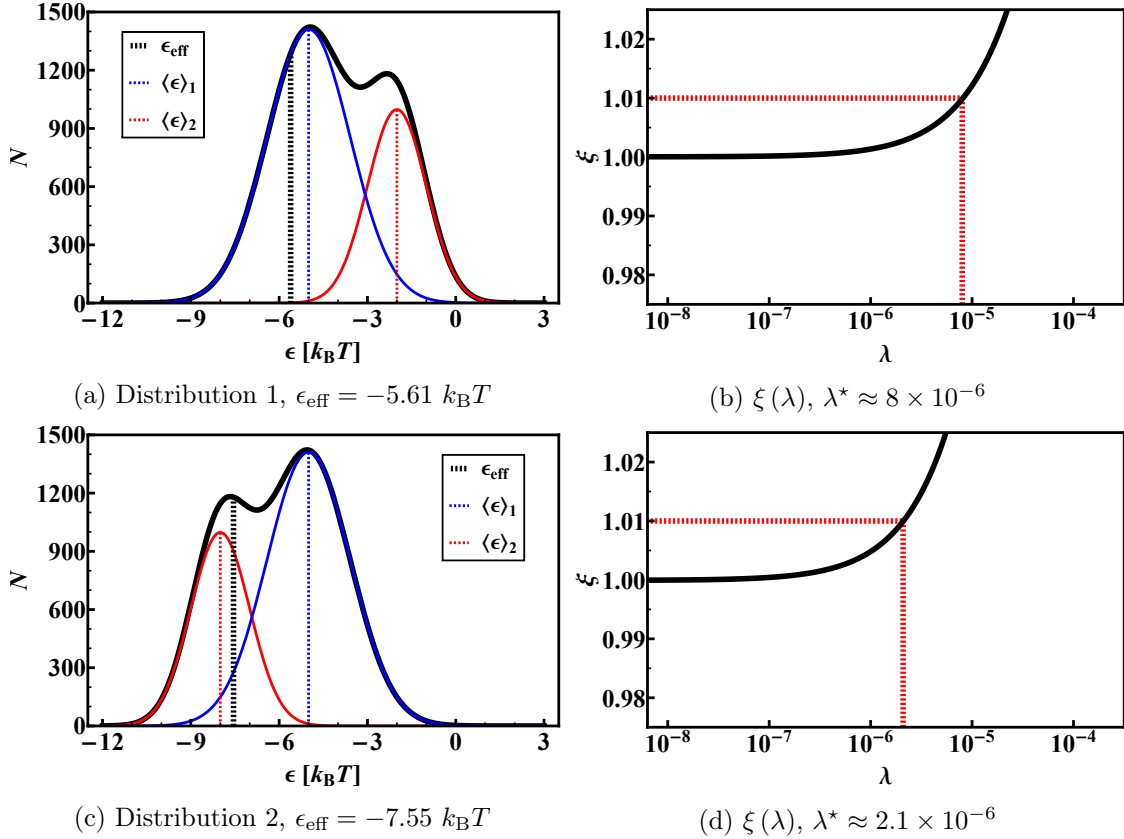 1500
1200
900
600
300
0
N
−12
−9
−6
−3
0
3
ϵ [k_BT]
ϵ_eff
⟨ϵ⟩_1
⟨ϵ⟩_2
(a) Distribution 1, ϵ_eff = −5.61 k_BT
1.02
1.01
1.00
0.99
0.98
ξ
10^−8
10^−7
10^−6
10^−5
10^−4
λ
(b) ξ (λ), λ^⋆ ≈ 8 × 10^−6
1500
1200
900
600
300
0
N
−12
−9
−6
−3
0
3
ϵ [k_BT]
ϵ_eff
⟨ϵ⟩_1
⟨ϵ⟩_2
(c) Distribution 2, ϵ_eff = −7.55 k_BT
1.02
1.01
1.00
0.99
0.98
ξ
10^−8
10^−7
10^−6
10^−5
10^−4
λ
(d) ξ (λ), λ^⋆ ≈ 2.1 × 10^−6